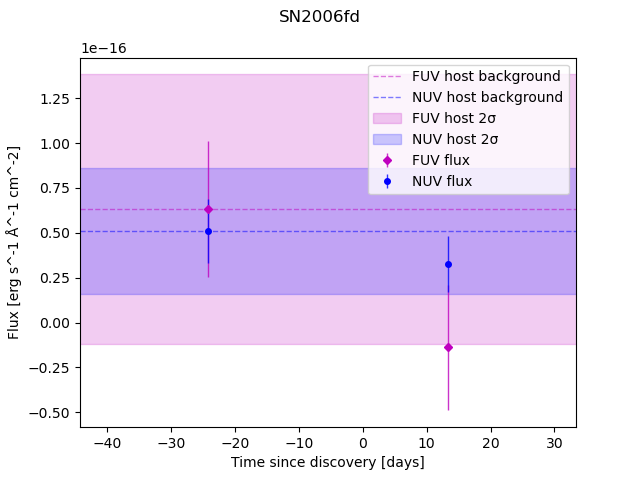 SN2006fd
1e−16
FUV host background
NUV host background
FUV host 2σ
NUV host 2σ
FUV flux
NUV flux
1.25
1.00
0.75
0.50
0.25
0.00
−0.25
−0.50
Flux [erg s^-1 Å^-1 cm^-2]
−40 −30 −20 −10 0 10 20 30
Time since discovery [days]